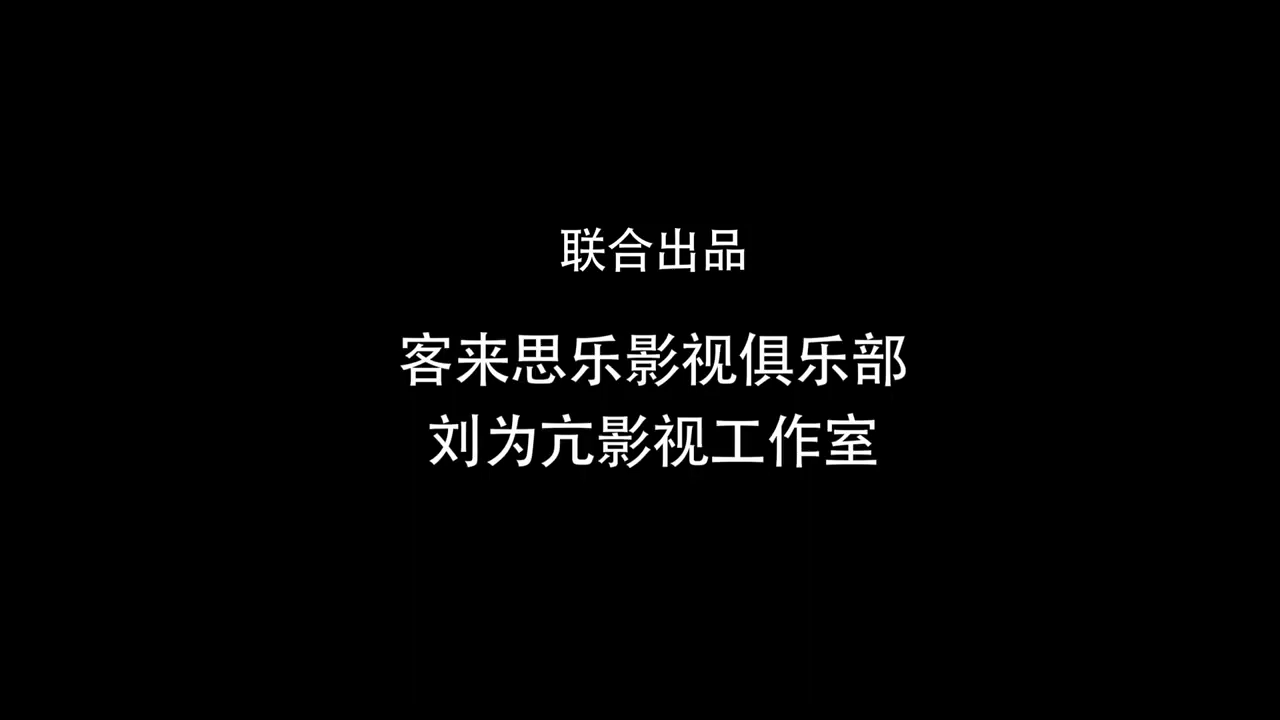 联合出品
客来思乐影视俱乐部
刘为亢影视工作室